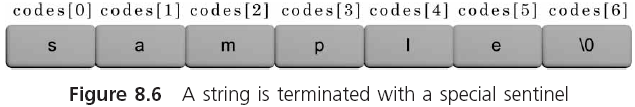 codes[0] codes[1] codes[2] codes[3] codes[4] codes[5] codes[6]
s a m p l e \0
Figure 8.6 A string is terminated with a special sentinel